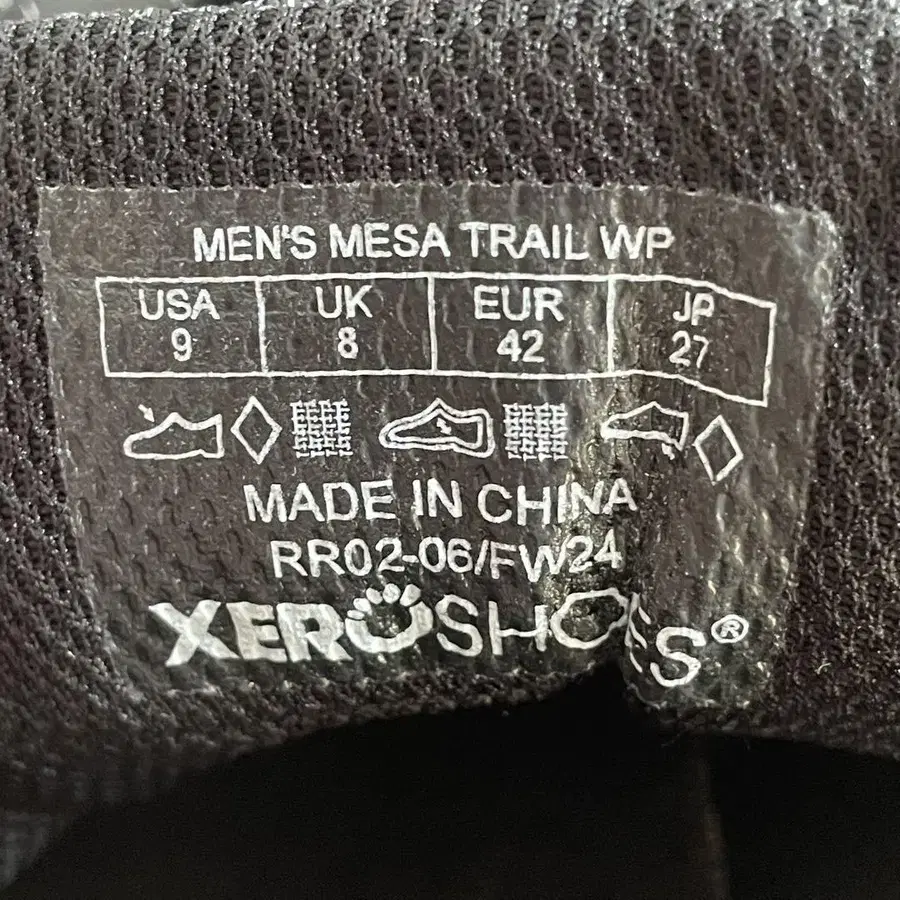 MEN'S MESA TRAIL WP
USA UK EUR JP
9 8 42 27
MADE IN CHINA
RR02-06/FW24
XEROSHOES®